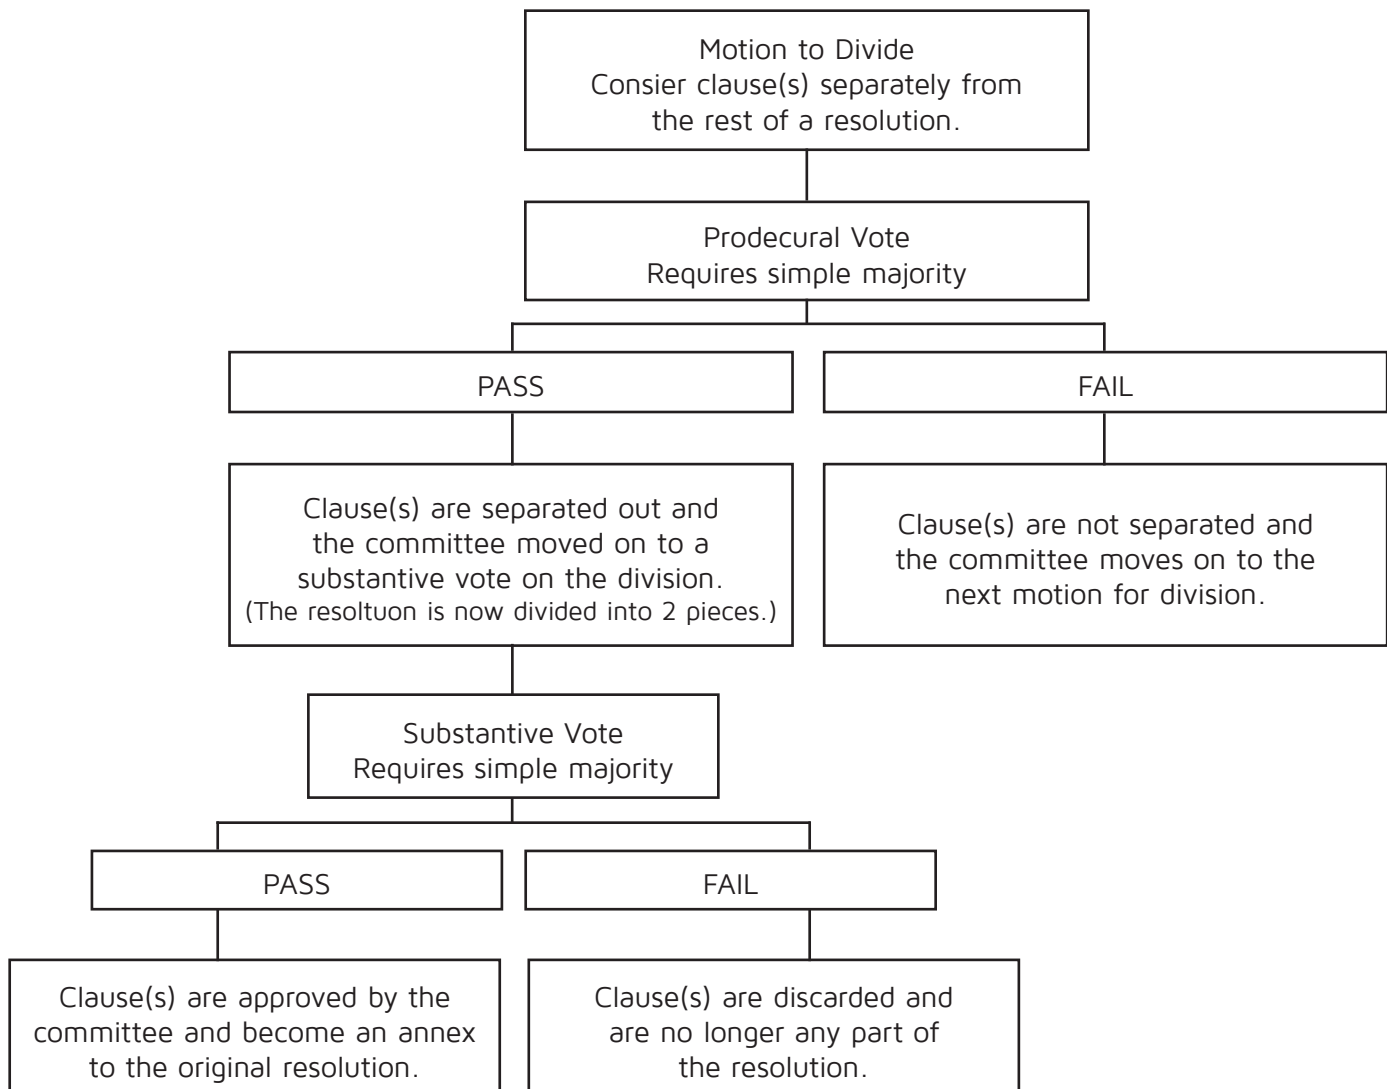 Motion to Divide
Consier clause(s) separately from
the rest of a resolution.
Prodecural Vote
Requires simple majority
PASS
FAIL
Clause(s) are separated out and
the committee moved on to a
substantive vote on the division.
(The resoltuon is now divided into 2 pieces.)
Clause(s) are not separated and
the committee moves on to the
next motion for division.
Substantive Vote
Requires simple majority
PASS
FAIL
Clause(s) are approved by the
committee and become an annex
to the original resolution.
Clause(s) are discarded and
are no longer any part of
the resolution.